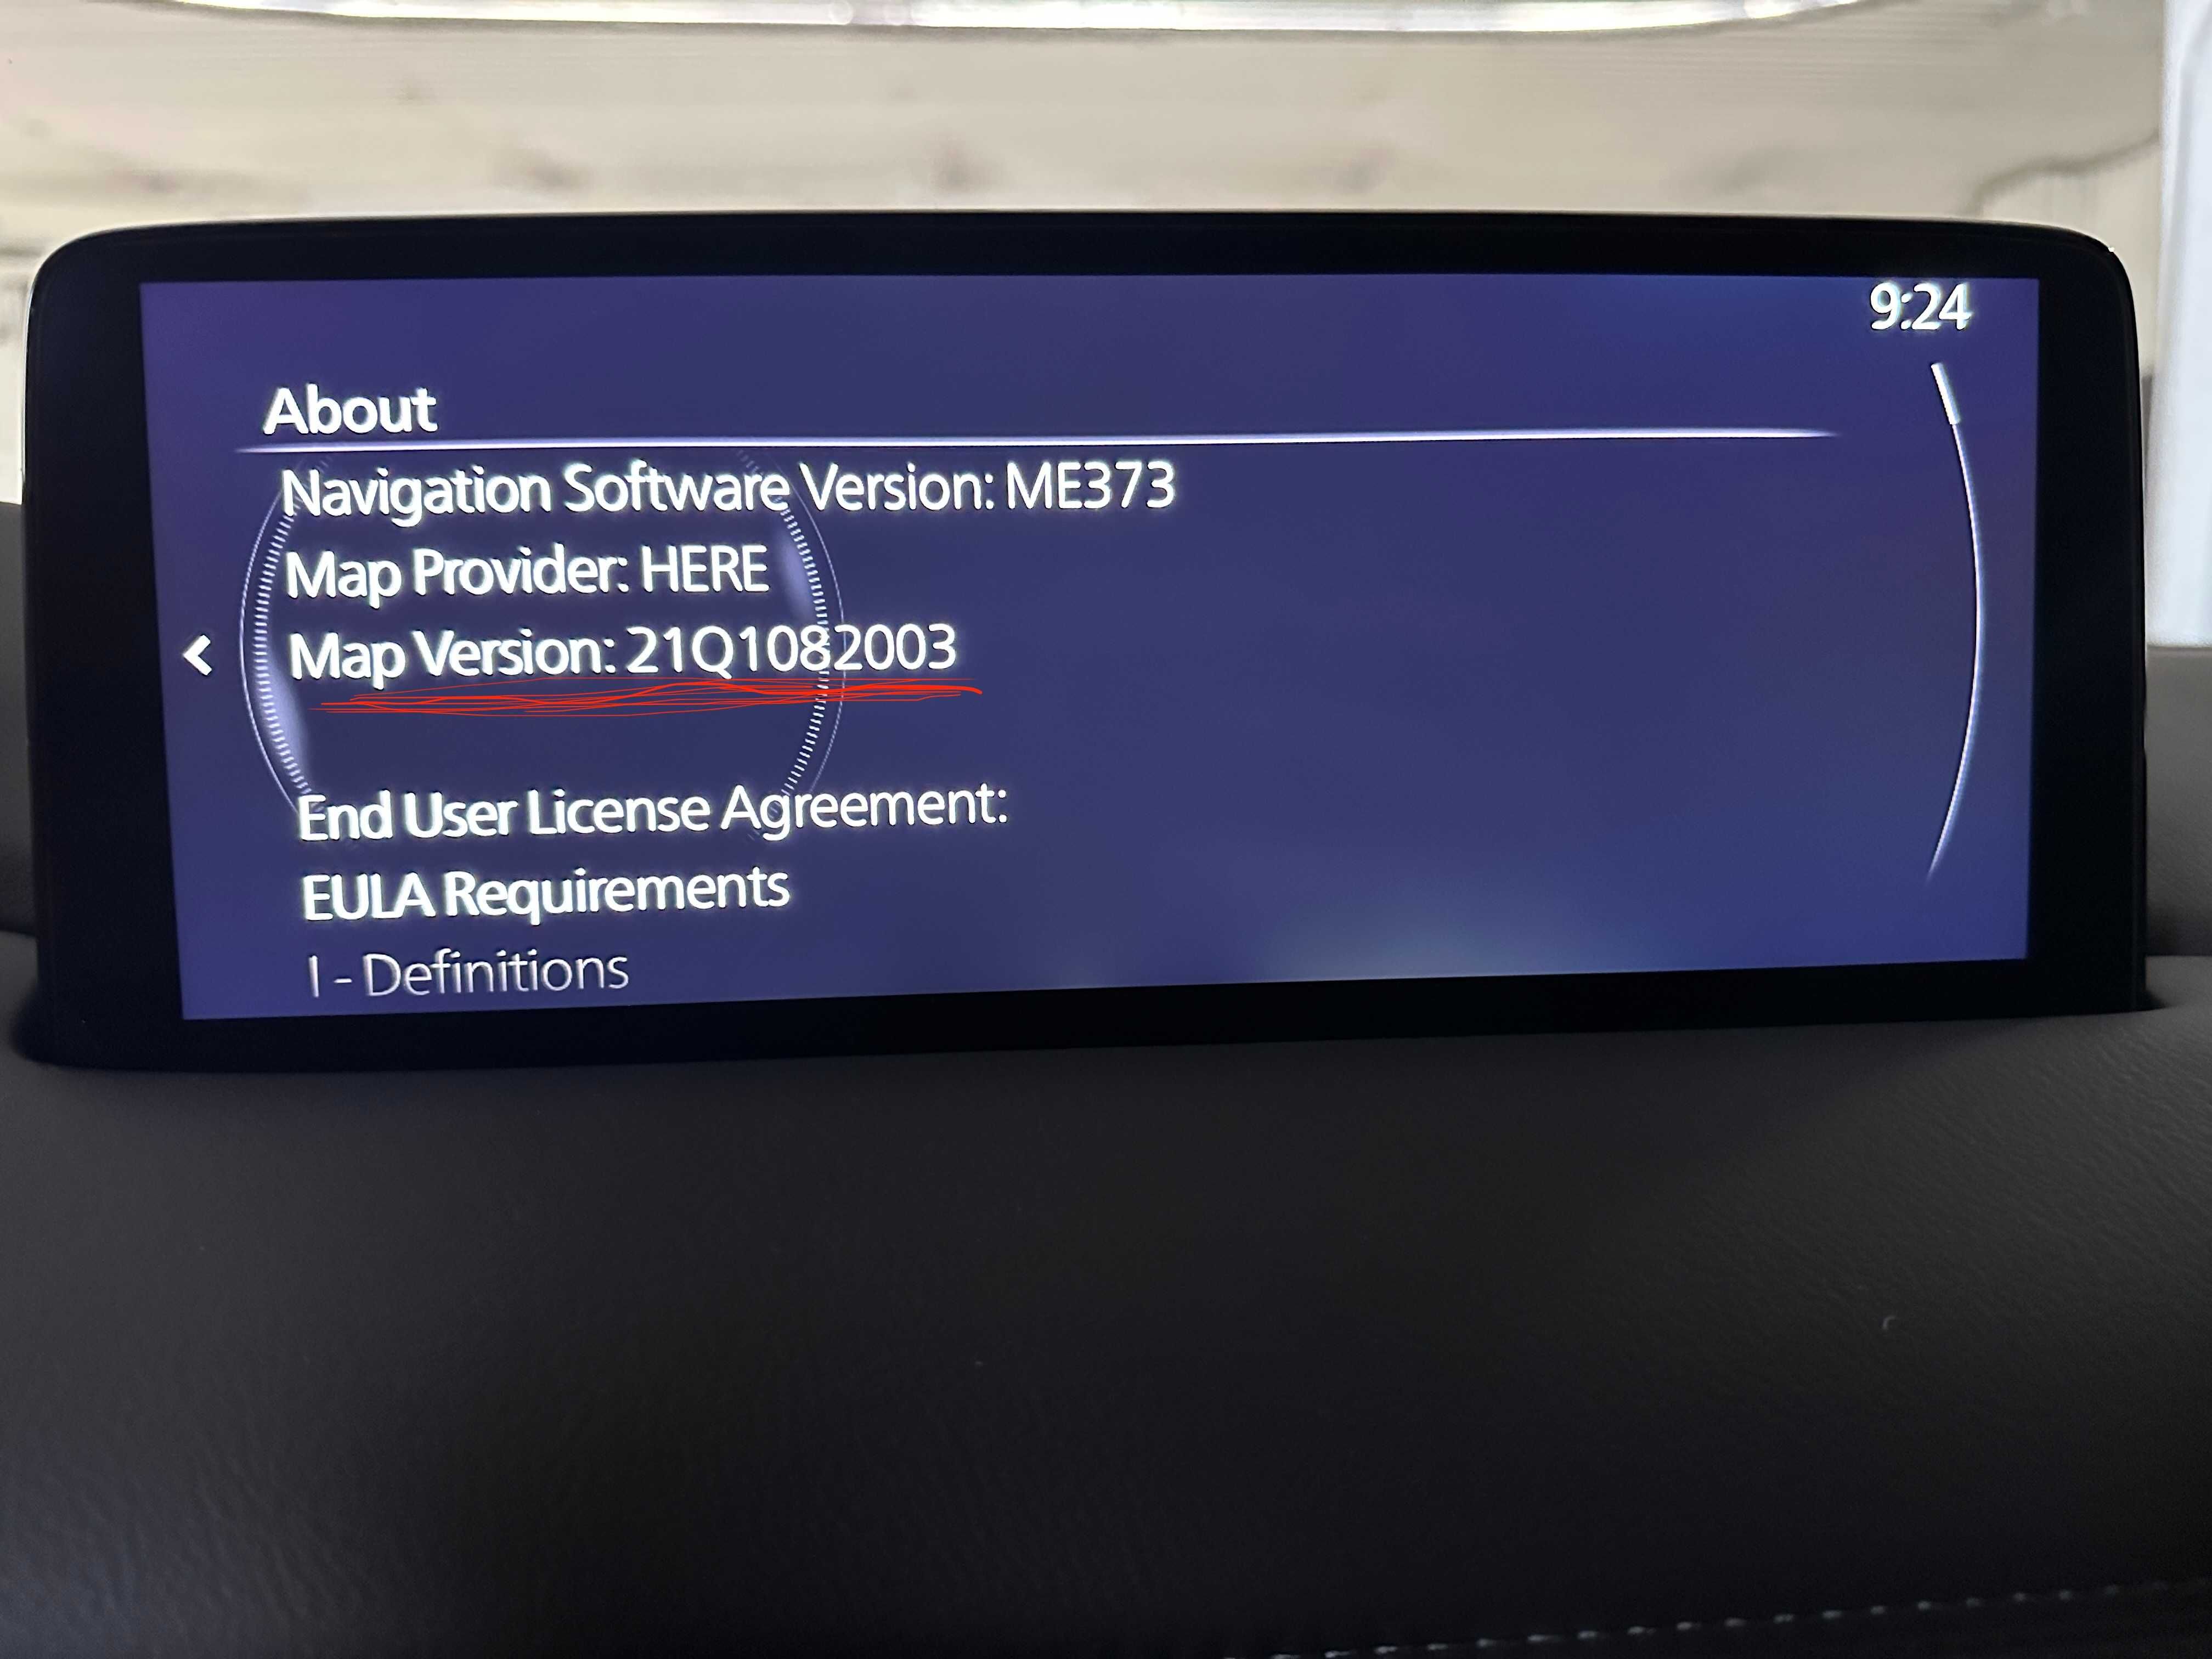 9:24
About
Navigation Software Version: ME373
Map Provider: HERE
Map Version: 21Q1082003
End User License Agreement:
EULA Requirements
I - Definitions